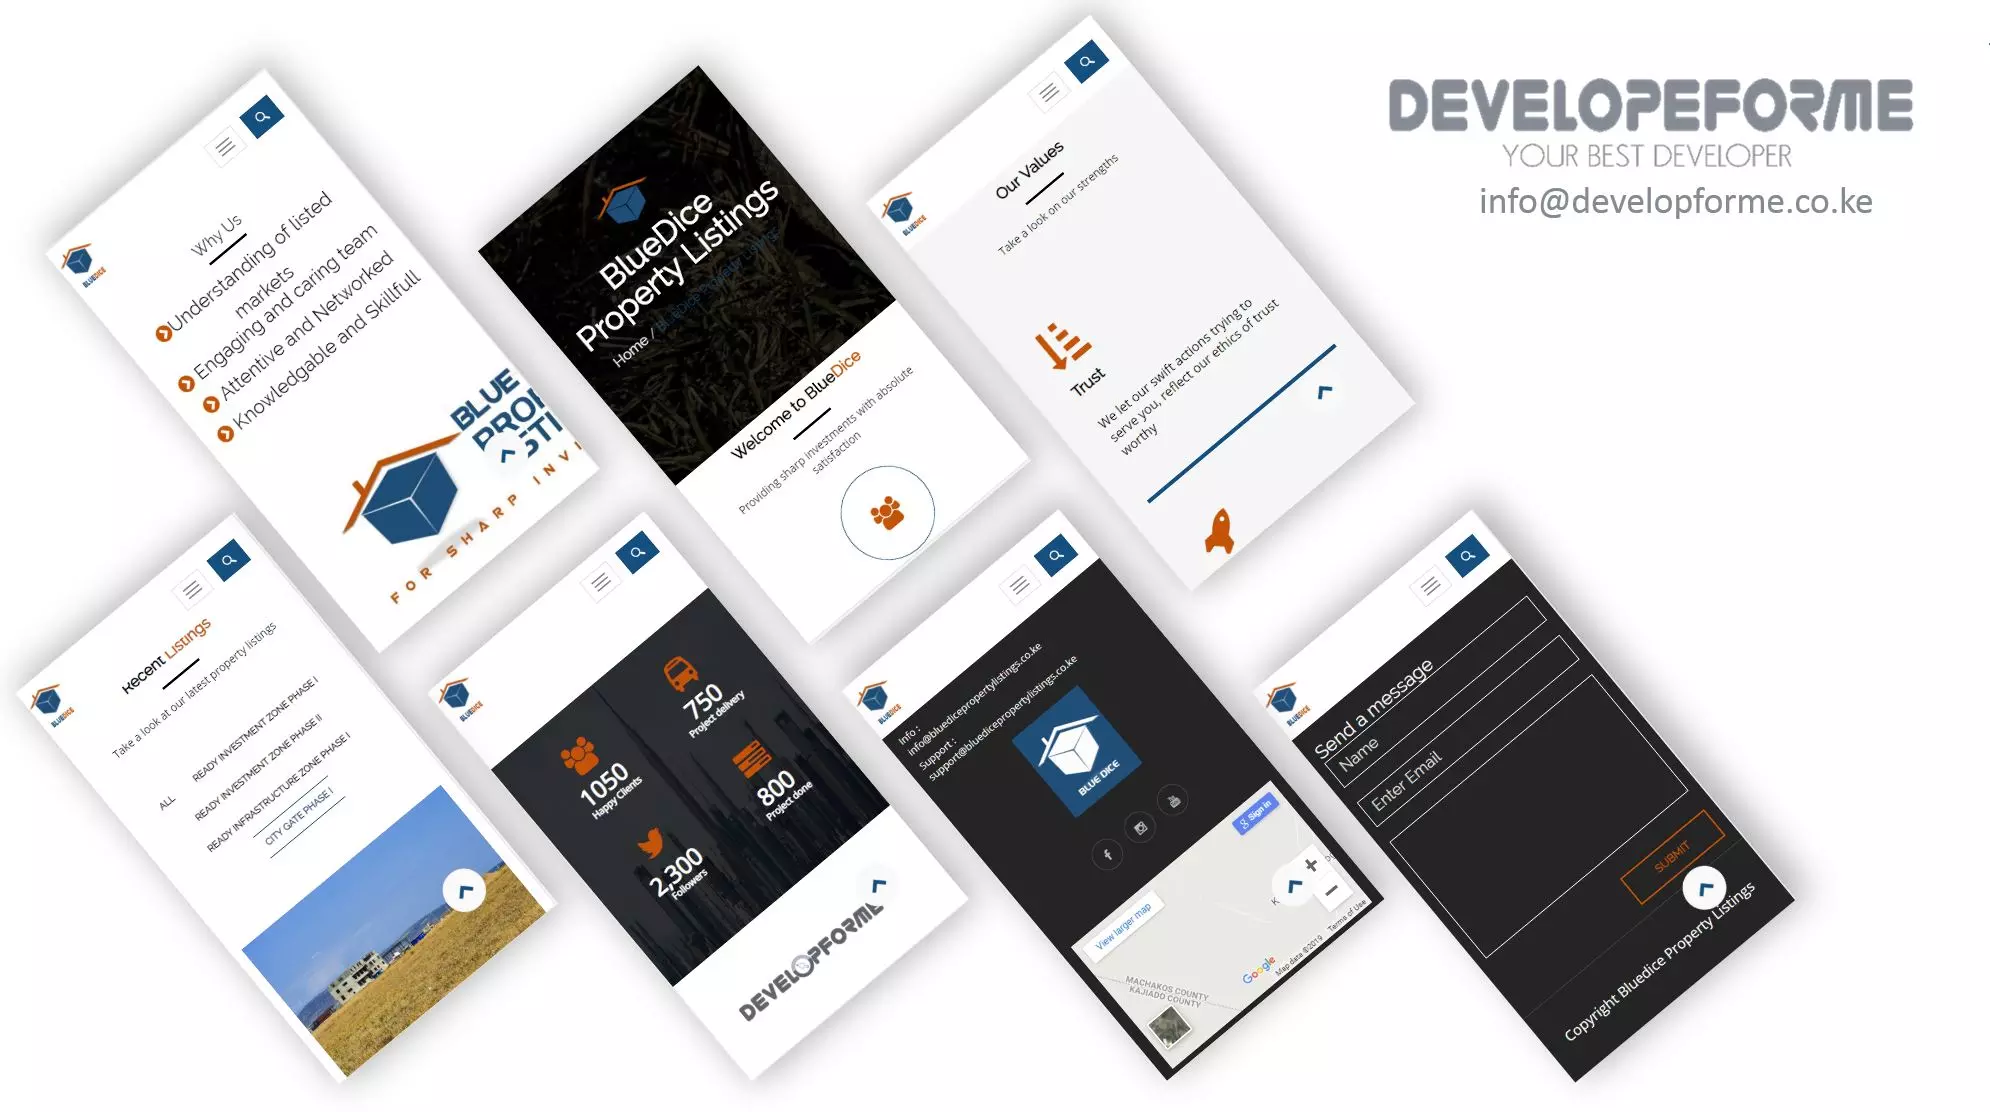 DEVELOPEFORME
YOUR BEST DEVELOPER
info@developforme.co.ke
BLUEDICE
Why Us
Understanding of listed
markets
Engaging and caring team
Attentive and Networked
Knowledgable and Skillfull
BLUE
FOR SHARP
BlueDice
Property Listings
Home / BlueDice Property Listings
Welcome to BlueDice
Providing sharp investments with absolute
satisfaction
BLUEDICE
Our Values
Take a look on our strengths
Trust
We let our swift actions trying to
serve you, reflect our ethics of trust
worthy
BLUEDICE
Recent Listings
Take a look at our latest property listings
ALL
READY INVESTMENT ZONE PHASE I
READY INVESTMENT ZONE PHASE II
READY INFRASTRUCTURE ZONE PHASE I
CITY GATE PHASE I
BLUEDICE
1050
Happy Clients
750
Project delivery
2,300
Followers
800
Project done
DEVELOPFORME
BLUEDICE
Info :
info@bluedicepropertylistings.co.ke
Support :
support@bluedicepropertylistings.co.ke
BLUE DICE
Sign in
View larger map
MACHAKOS COUNTY
KAJIADO COUNTY
Google
Map data ©2019
Terms of Use
BLUEDICE
Send a message
Name
Enter Email
SUBMIT
Copyright Bluedice Property Listings